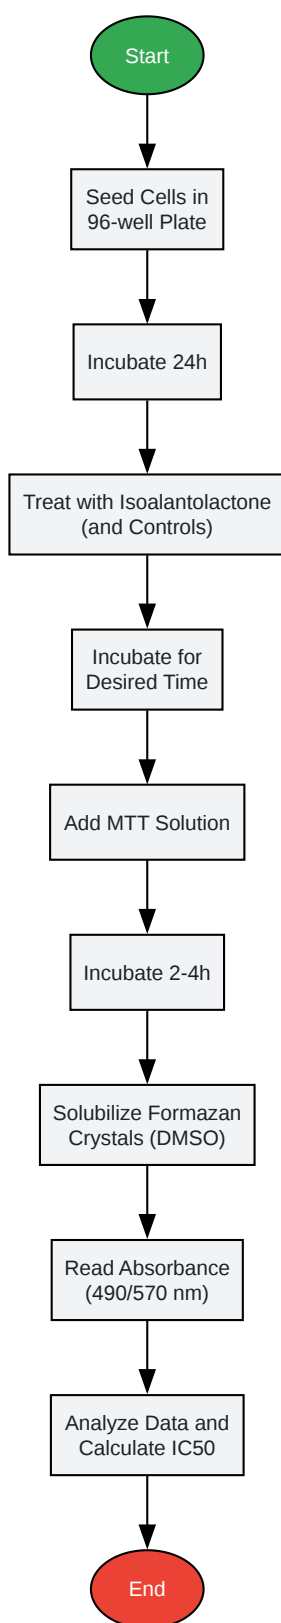 Start
Seed Cells in
96-well Plate
Incubate 24h
Treat with Isoalantolactone
(and Controls)
Incubate for
Desired Time
Add MTT Solution
Incubate 2-4h
Solubilize Formazan
Crystals (DMSO)
Read Absorbance
(490/570 nm)
Analyze Data and
Calculate IC50
End